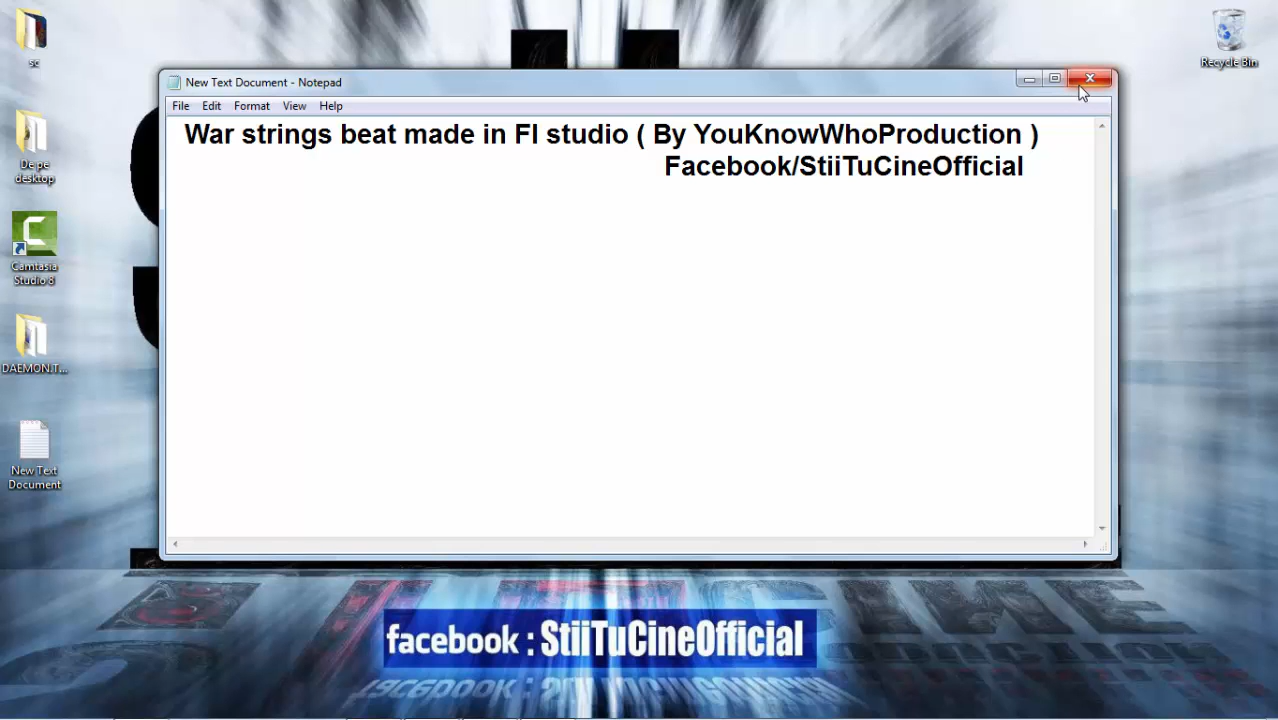 sc
De pe
desktop
Camtasia
Studio 8
DAEMON.T...
New Text
Document
Recycle Bin
New Text Document - Notepad
File Edit Format View Help
War strings beat made in Fl studio ( By YouKnowWhoProduction )
Facebook/StiiTuCineOfficial
facebook : StiiTuCineOfficial